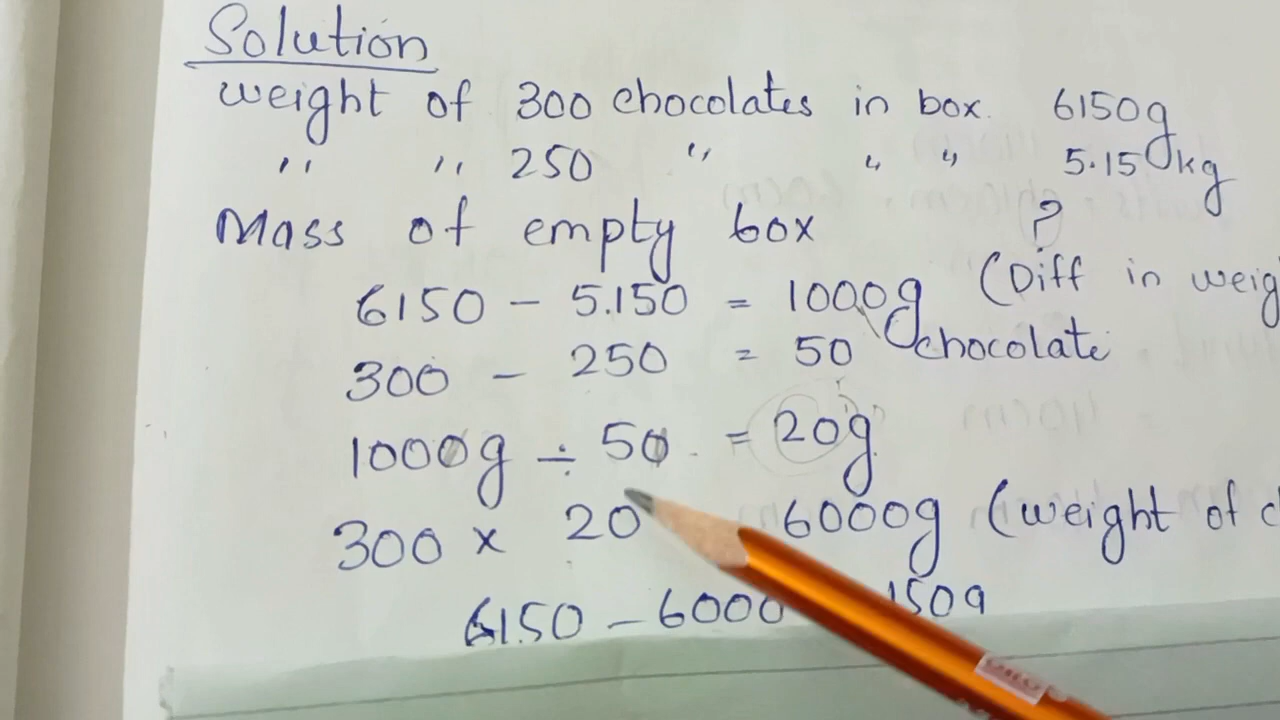 Solution
weight of 300 chocolates in box 6150g
" " 250 " " " 5.150kg
Mass of empty box ?
6150 - 5.150 = 1000g (Diff in weig
300 - 250 = 50 chocolate
1000g ÷ 50 = 20g
300 x 20 6000g (weight of c
6150 - 6000 150g